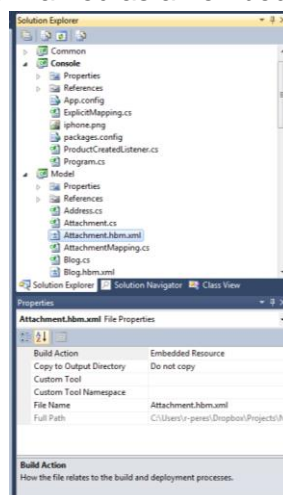 Solution Explorer
Common
Console
Properties
References
App.config
ExplicitMapping.cs
iphone.png
packages.config
ProductCreatedListener.cs
Program.cs
Model
Properties
References
Address.cs
Attachment.cs
Attachment.hbm.xml
AttachmentMapping.cs
Blog.cs
Blog.hbm.xml
Solution Explorer Solution Navigator Class View
Properties
Attachment.hbm.xml File Properties
Build Action Embedded Resource
Copy to Output Directory Do not copy
Custom Tool
Custom Tool Namespace
File Name Attachment.hbm.xml
Full Path C:\Users\r-peres\Dropbox\Projects\
Build Action
How the file relates to the build and deployment processes.